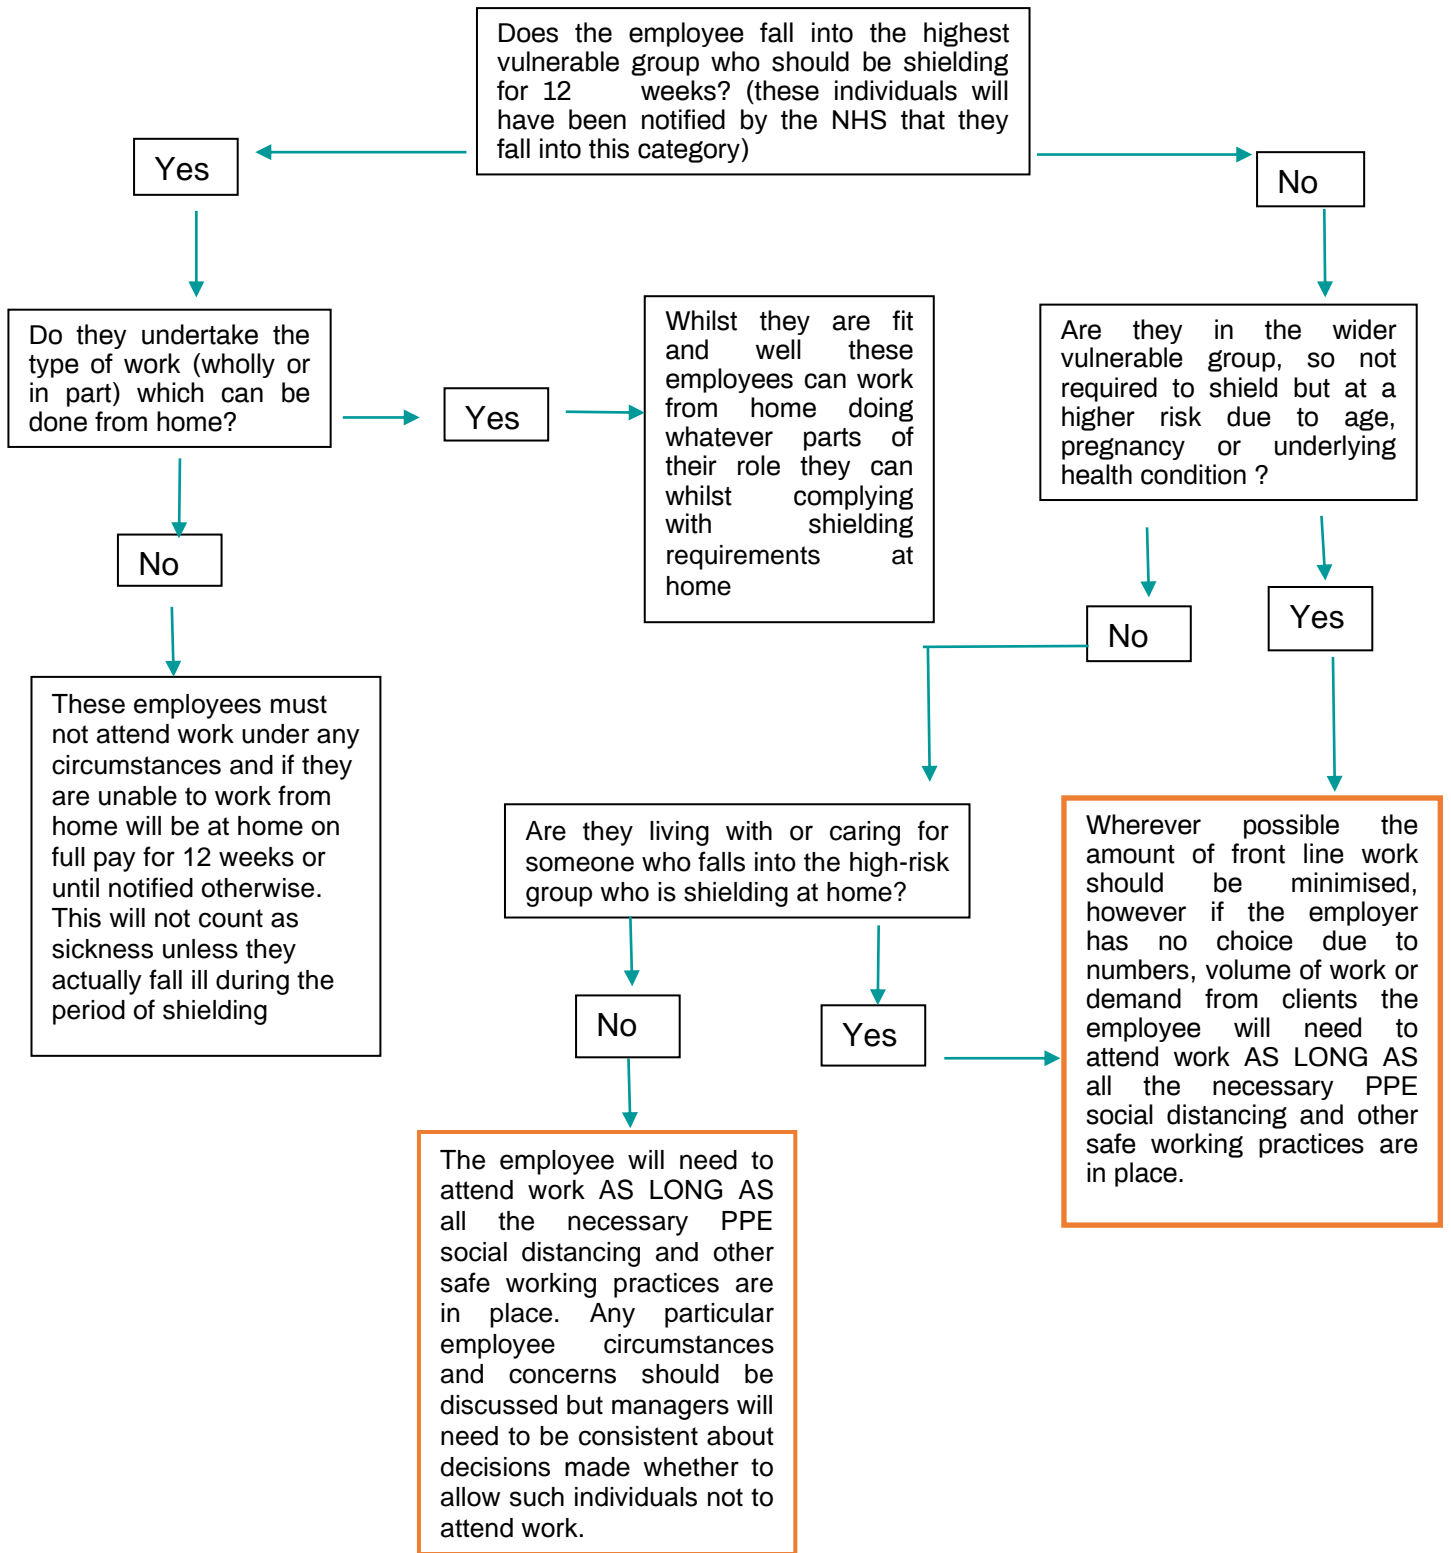 Does the employee fall into the highest
vulnerable group who should be shielding
for 12 weeks? (these individuals will
have been notified by the NHS that they
fall into this category)
Yes
No
Do they undertake the
type of work (wholly or
in part) which can be
done from home?
Yes
Whilst they are fit
and well these
employees can work
from home doing
whatever parts of
their role they can
whilst complying
with shielding
requirements at
home
Are they in the wider
vulnerable group, so not
required to shield but at a
higher risk due to age,
pregnancy or underlying
health condition ?
No
No
Yes
These employees must
not attend work under any
circumstances and if they
are unable to work from
home will be at home on
full pay for 12 weeks or
until notified otherwise.
This will not count as
sickness unless they
actually fall ill during the
period of shielding
Are they living with or caring for
someone who falls into the high-risk
group who is shielding at home?
Wherever possible the
amount of front line work
should be minimised,
however if the employer
has no choice due to
numbers, volume of work or
demand from clients the
employee will need to
attend work AS LONG AS
all the necessary PPE
social distancing and other
safe working practices are
in place.
No
Yes
The employee will need to
attend work AS LONG AS
all the necessary PPE
social distancing and other
safe working practices are
in place. Any particular
employee circumstances
and concerns should be
discussed but managers will
need to be consistent about
decisions made whether to
allow such individuals not to
attend work.